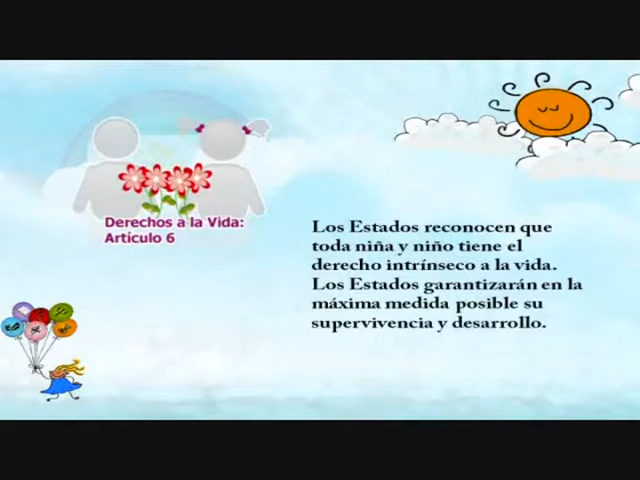 Derechos a la Vida:
Artículo 6
Los Estados reconocen que
toda niña y niño tiene el
derecho intrínseco a la vida.
Los Estados garantizarán en la
máxima medida posible su
supervivencia y desarrollo.